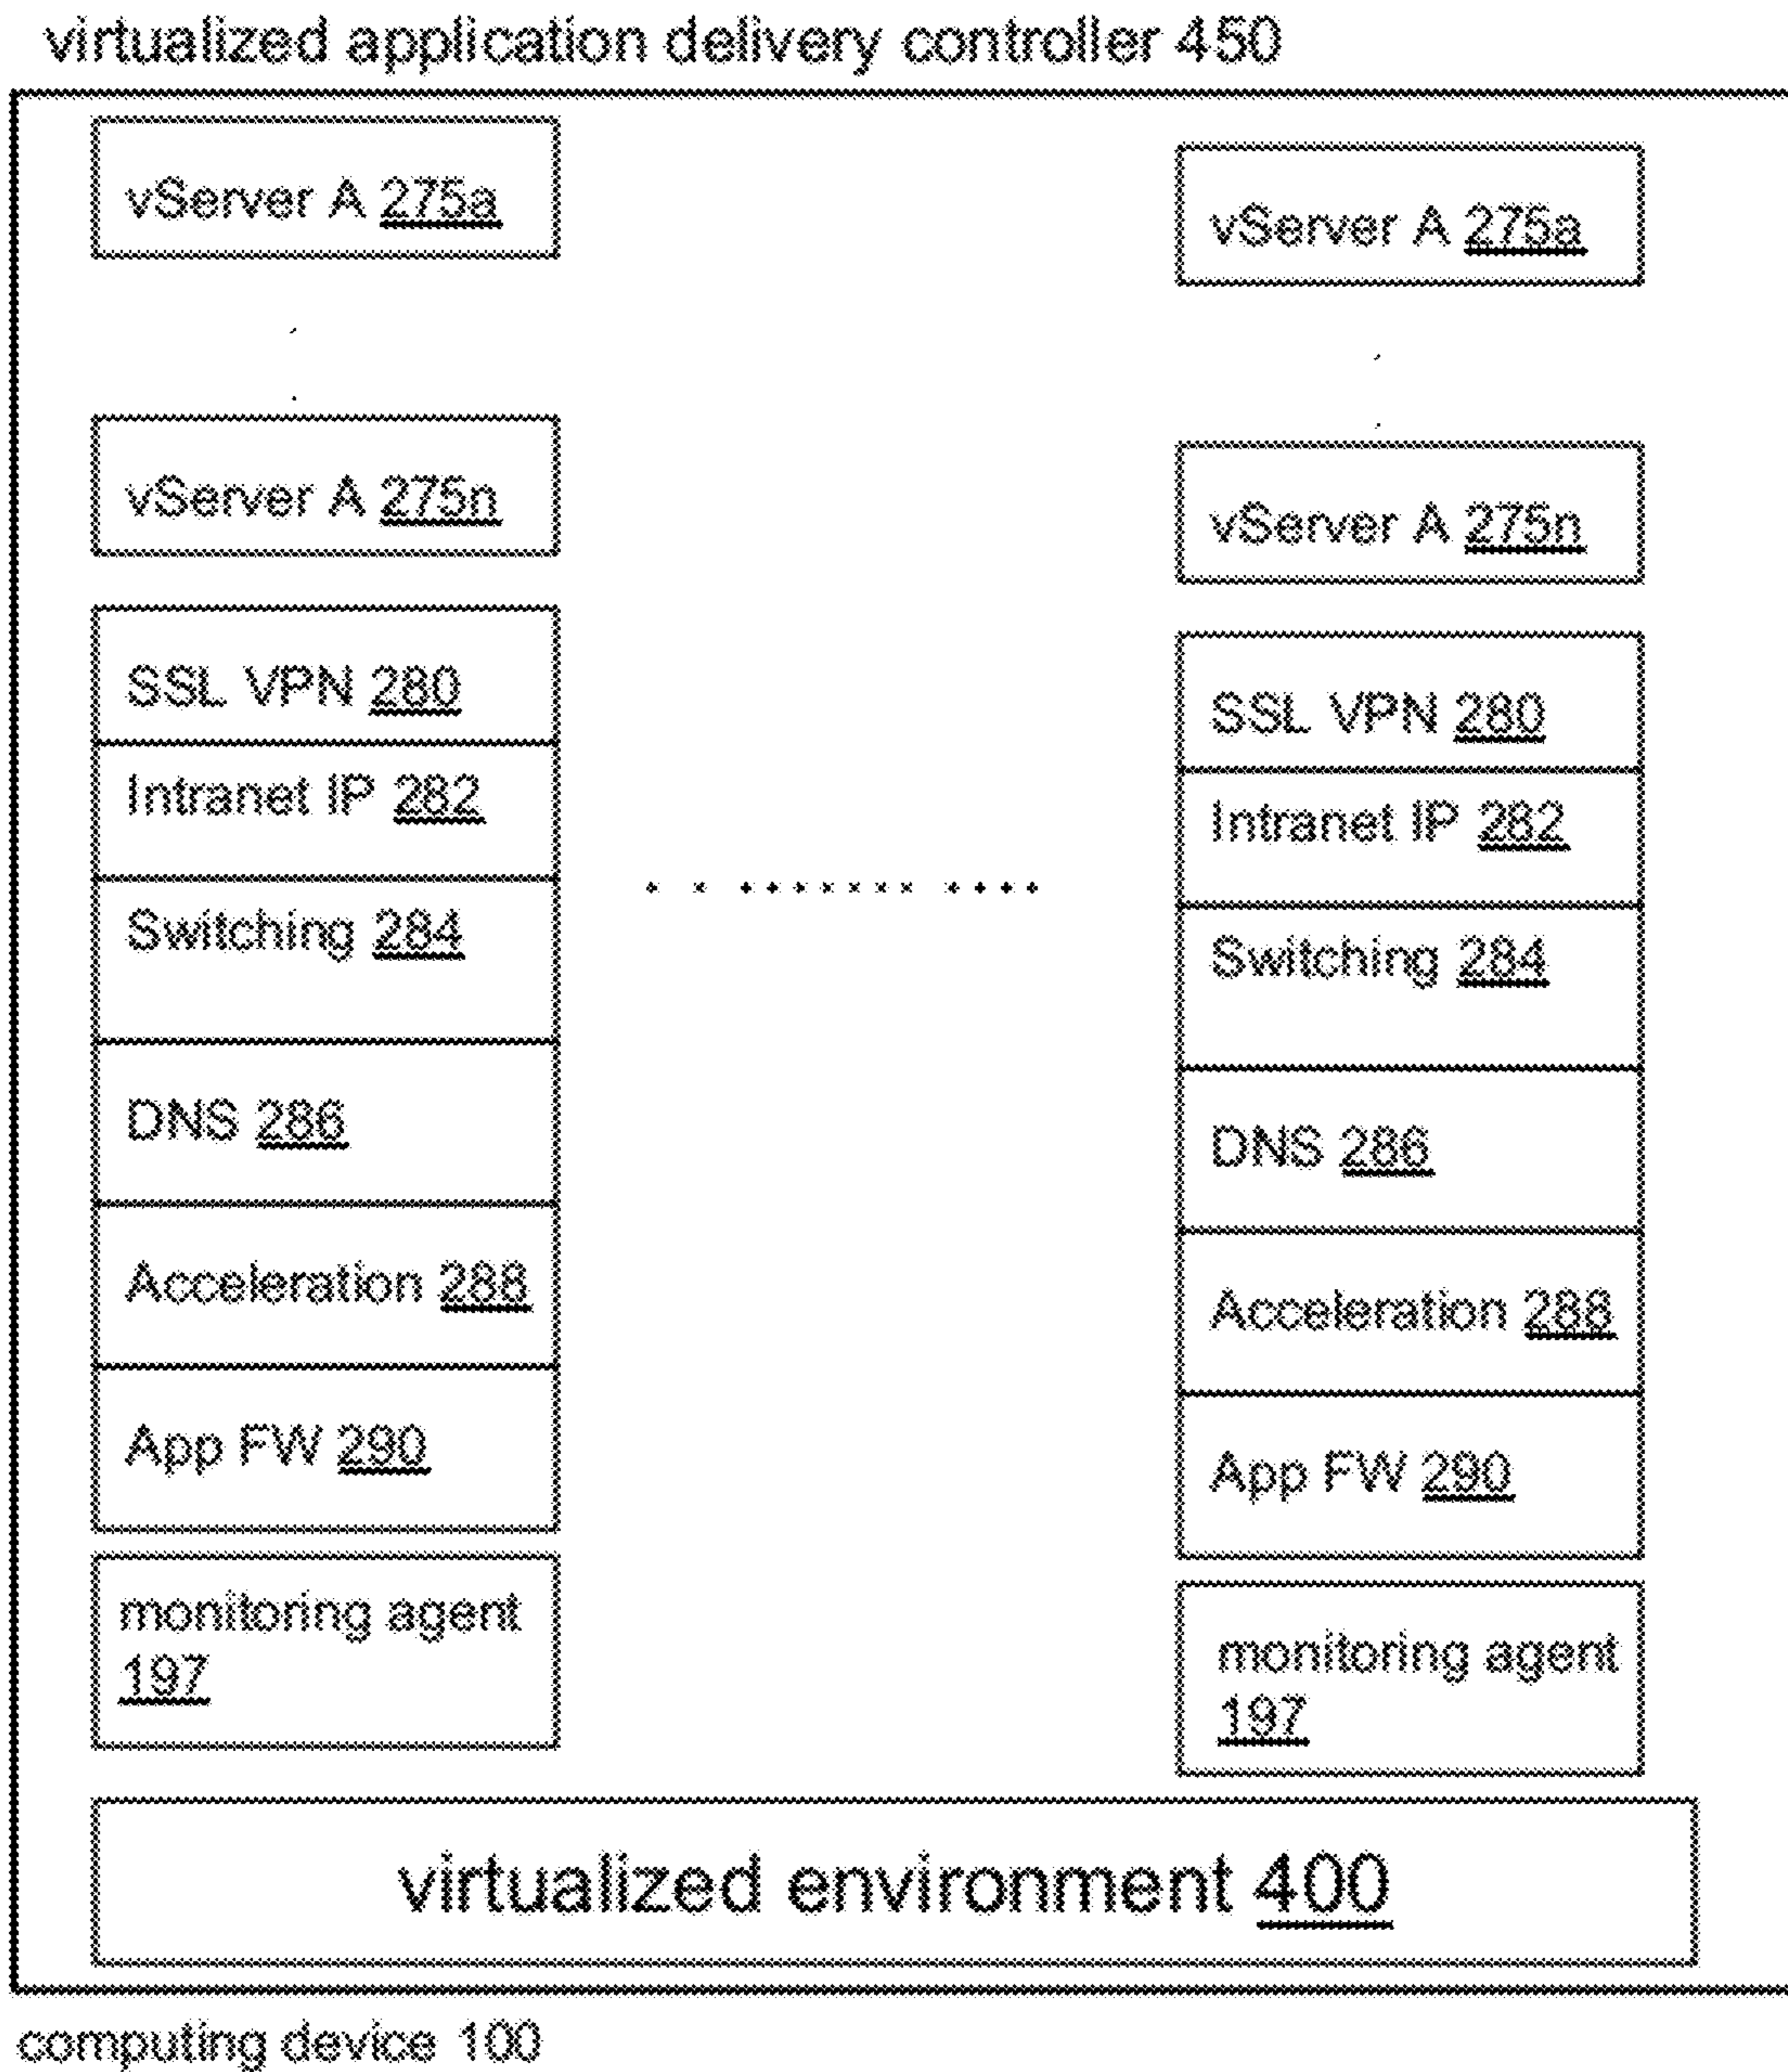 virtualized application delivery controller 450
vServer A 275a
vServer A 275n
SSL VPN 280
Intranet IP 282
Switching 284
DNS 286
Acceleration 288
App FW 290
monitoring agent
197
vServer A 275a
vServer A 275n
SSL VPN 280
Intranet IP 282
Switching 284
DNS 286
Acceleration 288
App FW 290
monitoring agent
197
virtualized environment 400
computing device 100